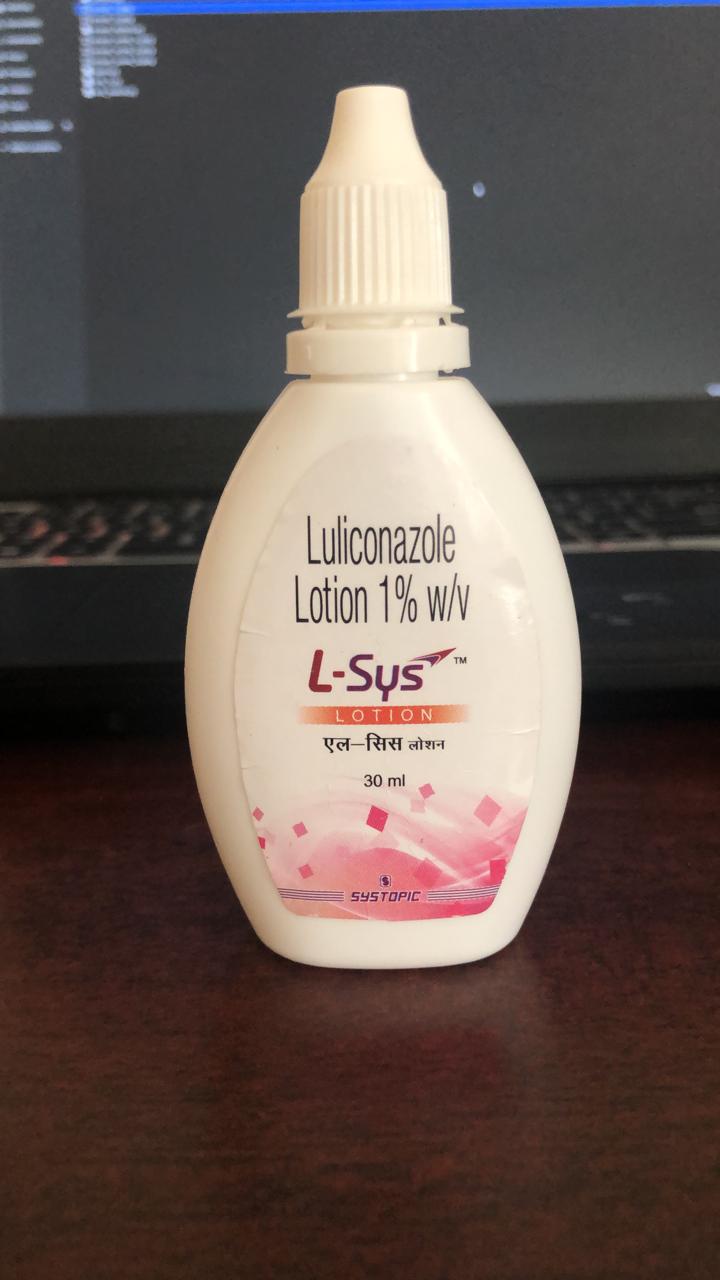 Luliconazole
Lotion 1% w/v
L-Sys™
LOTION
एल–सिस लोशन
30 ml
S
SYSTOPIC